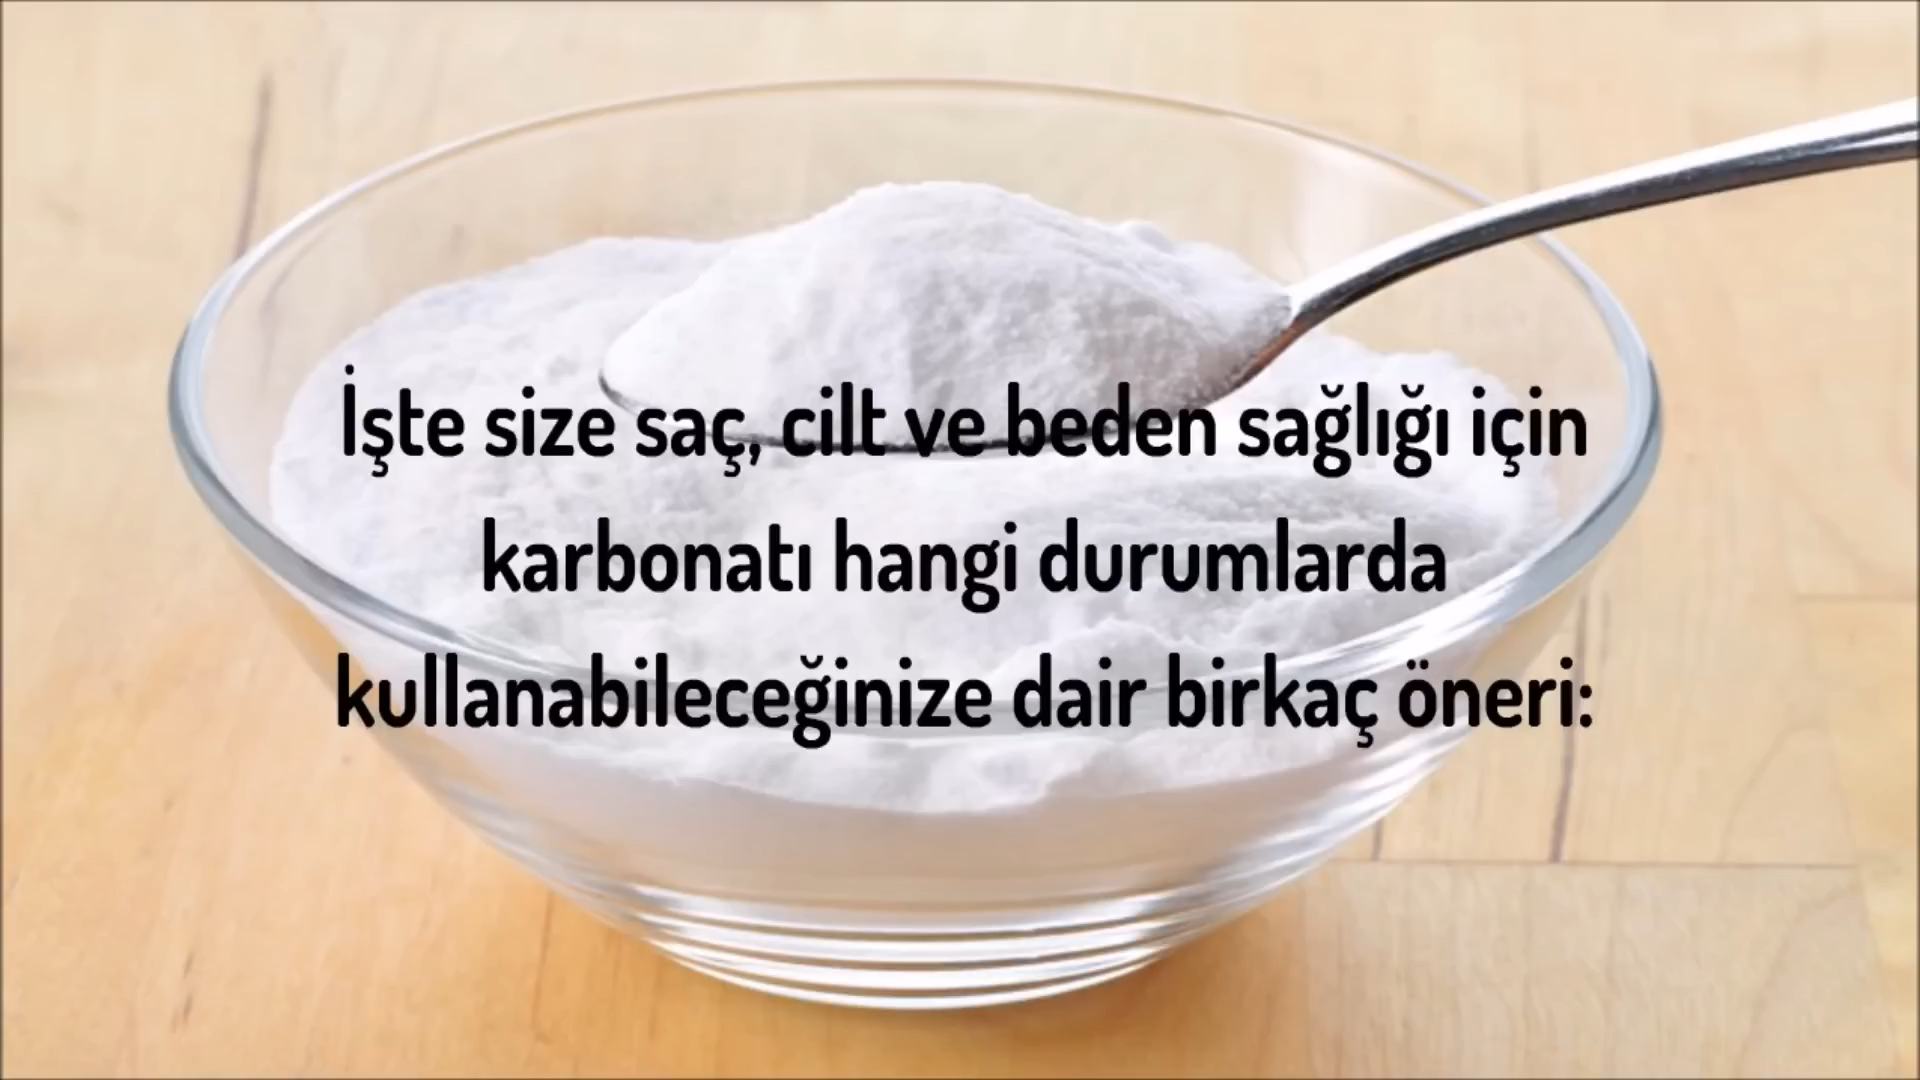 İşte size saç, cilt ve beden sağlığı için
karbonatı hangi durumlarda
kullanabileceğinize dair birkaç öneri: